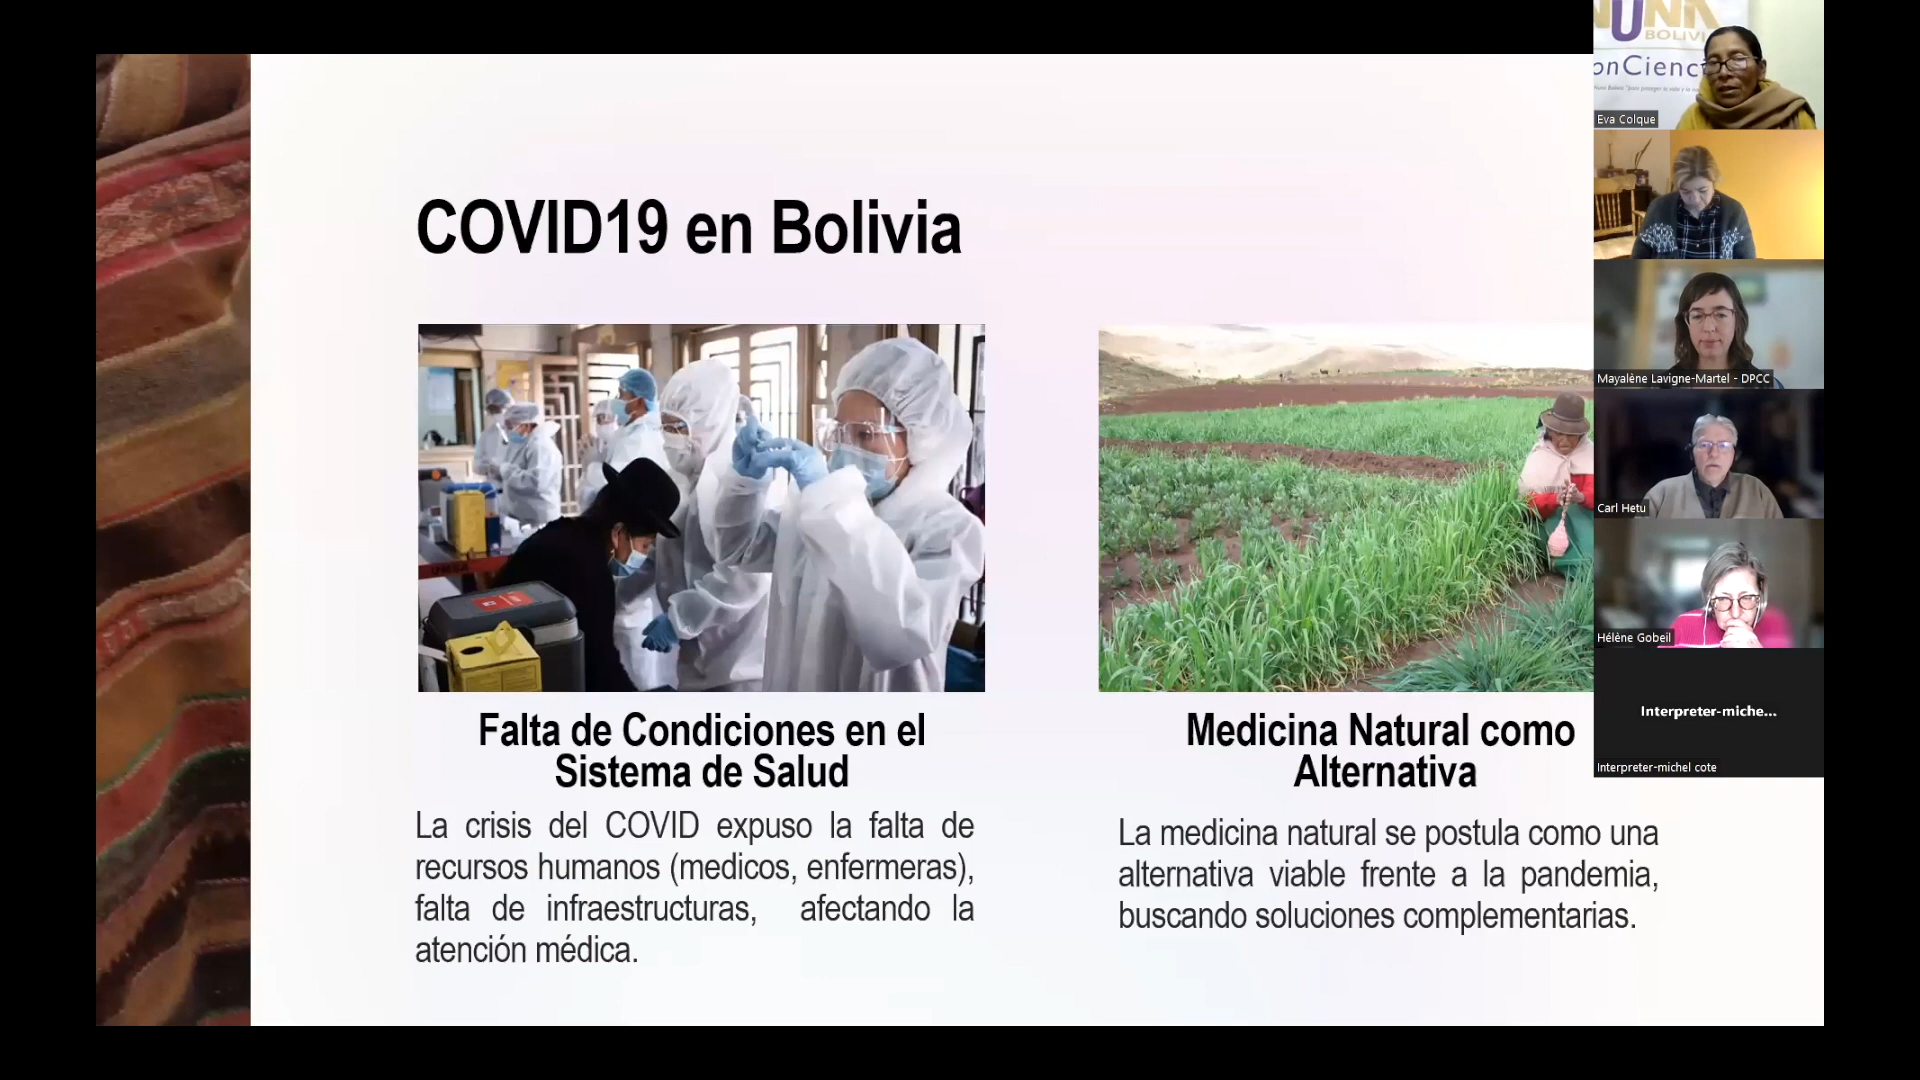 COVID19 en Bolivia
Falta de Condiciones en el
Sistema de Salud
La crisis del COVID expuso la falta de
recursos humanos (medicos, enfermeras),
falta de infraestructuras, afectando la
atención médica.
Medicina Natural como
Alternativa
La medicina natural se postula como una
alternativa viable frente a la pandemia,
buscando soluciones complementarias.
BOLIVI
onCienc
Eva Colque
Mayalène Lavigne-Martel - DPCC
Carl Hetu
Hélène Gobeil
Interpreter-miche...
Interpreter-michel cote